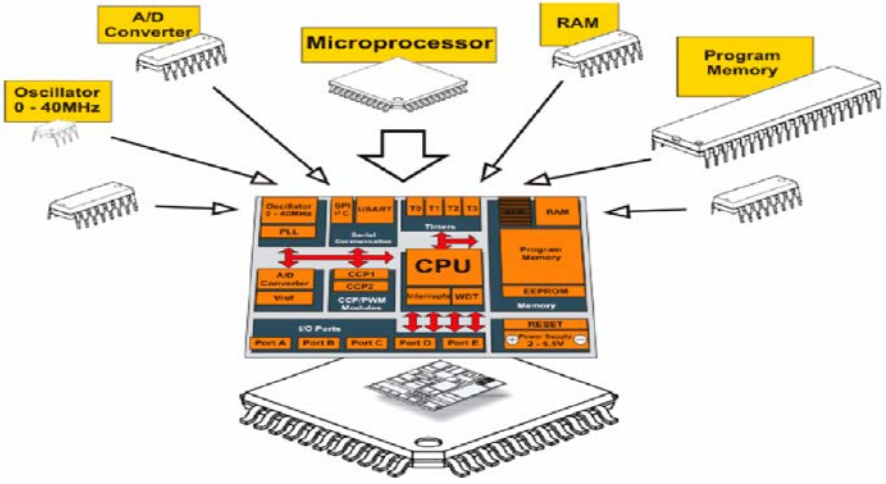 A/D
Converter
Microprocessor
RAM
Program
Memory
Oscillator
0 - 40MHz
Oscillator
0 - 40MHz
PLL
SPI
I²C
USART
Serial
Communication
T0
T1
T2
T3
Timers
RAM
Program
Memory
EEPROM
Memory
A/D
Converter
Vref
CCP1
CCP2
CCP/PWM
Modules
CPU
Interrupts
WDT
I/O Ports
Port A
Port B
Port C
Port D
Port E
RESET
Power Supply
2 - 5.5V